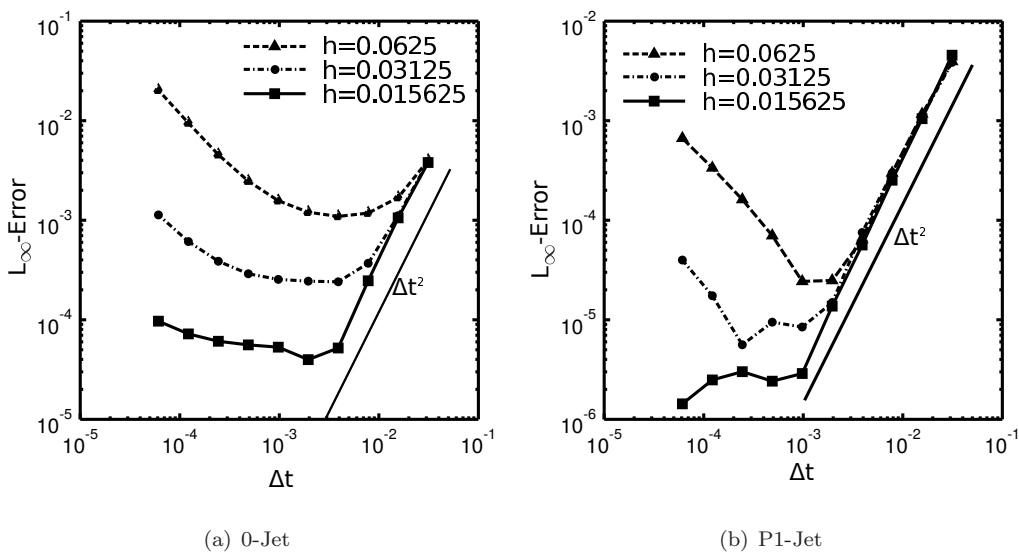 10⁻¹
10⁻²
10⁻³
10⁻⁴
10⁻⁵
L∞-Error
h=0.0625
h=0.03125
h=0.015625
Δt²
10⁻⁵ 10⁻⁴ 10⁻³ 10⁻² 10⁻¹
Δt
(a) 0-Jet
10⁻²
10⁻³
10⁻⁴
10⁻⁵
10⁻⁶
L∞-Error
h=0.0625
h=0.03125
h=0.015625
Δt²
10⁻⁵ 10⁻⁴ 10⁻³ 10⁻² 10⁻¹
Δt
(b) P1-Jet